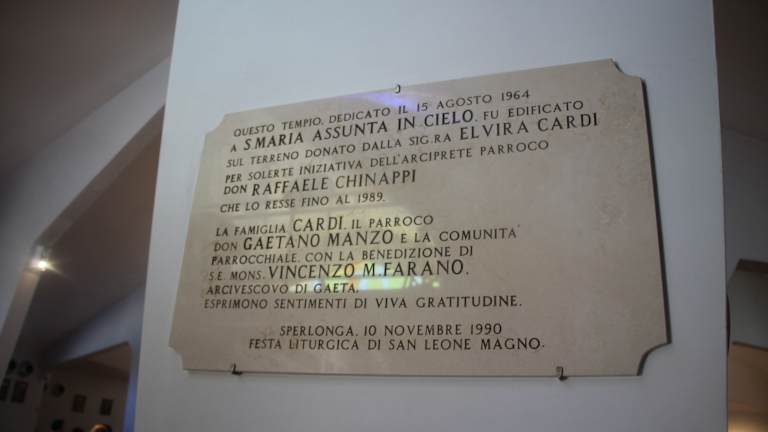 QUESTO TEMPIO, DEDICATO IL 15 AGOSTO 1964
A S.MARIA ASSUNTA IN CIELO, FU EDIFICATO
SUL TERRENO DONATO DALLA SIG.RA ELVIRA CARDI
PER SOLERTE INIZIATIVA DELL'ARCIPRETE PARROCO
DON RAFFAELE CHINAPPI
CHE LO RESSE FINO AL 1989.
LA FAMIGLIA CARDI, IL PARROCO
DON GAETANO MANZO E LA COMUNITA'
PARROCCHIALE, CON LA BENEDIZIONE DI
S.E. MONS. VINCENZO M.FARANO,
ARCIVESCOVO DI GAETA,
ESPRIMONO SENTIMENTI DI VIVA GRATITUDINE.
SPERLONGA, 10 NOVEMBRE 1990
FESTA LITURGICA DI SAN LEONE MAGNO.